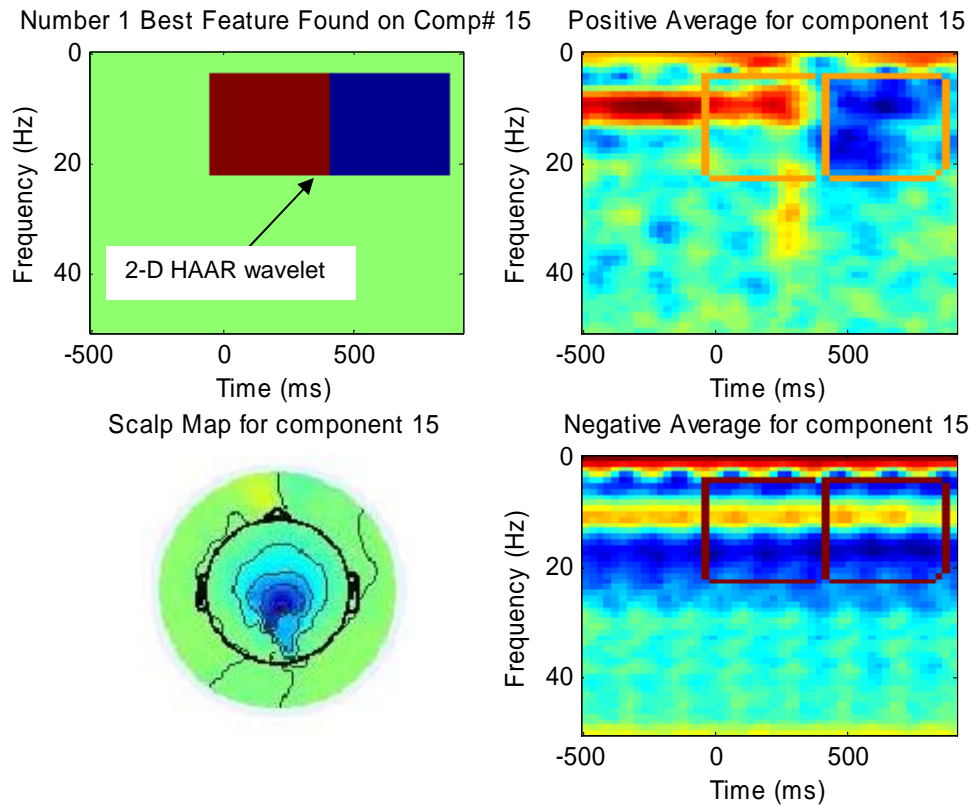 Number 1 Best Feature Found on Comp# 15
0
20
40
Frequency (Hz)
2-D HAAR wavelet
-500
0
500
Time (ms)
Positive Average for component 15
0
20
40
Frequency (Hz)
-500
0
500
Time (ms)
Scalp Map for component 15
Negative Average for component 15
0
20
40
Frequency (Hz)
-500
0
500
Time (ms)